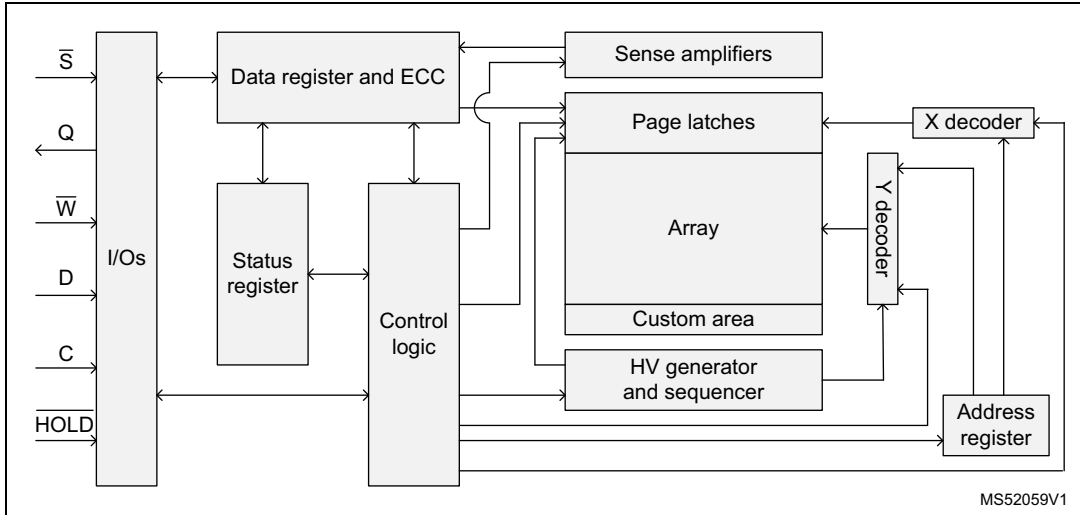 S̅
Q
W̅
D
C
H̅O̅L̅D̅
I/Os
Data register and ECC
Status
register
Control
logic
Sense amplifiers
Page latches
Array
Custom area
HV generator
and sequencer
X decoder
Y decoder
Address
register
MS52059V1